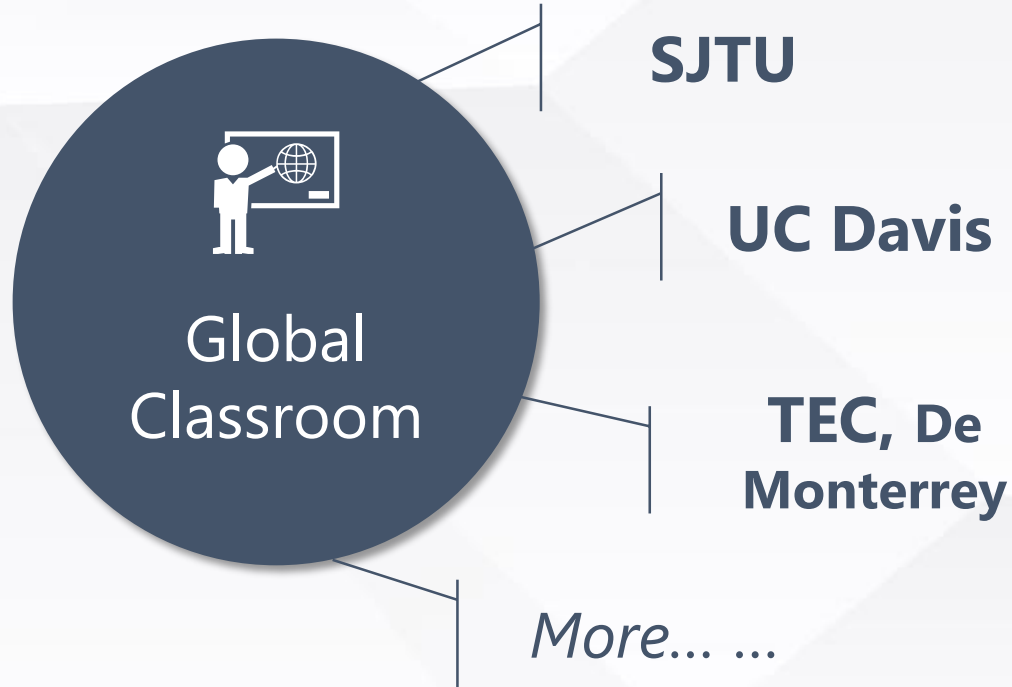 SJTU
UC Davis
Global
Classroom
TEC, De
Monterrey
More... ...